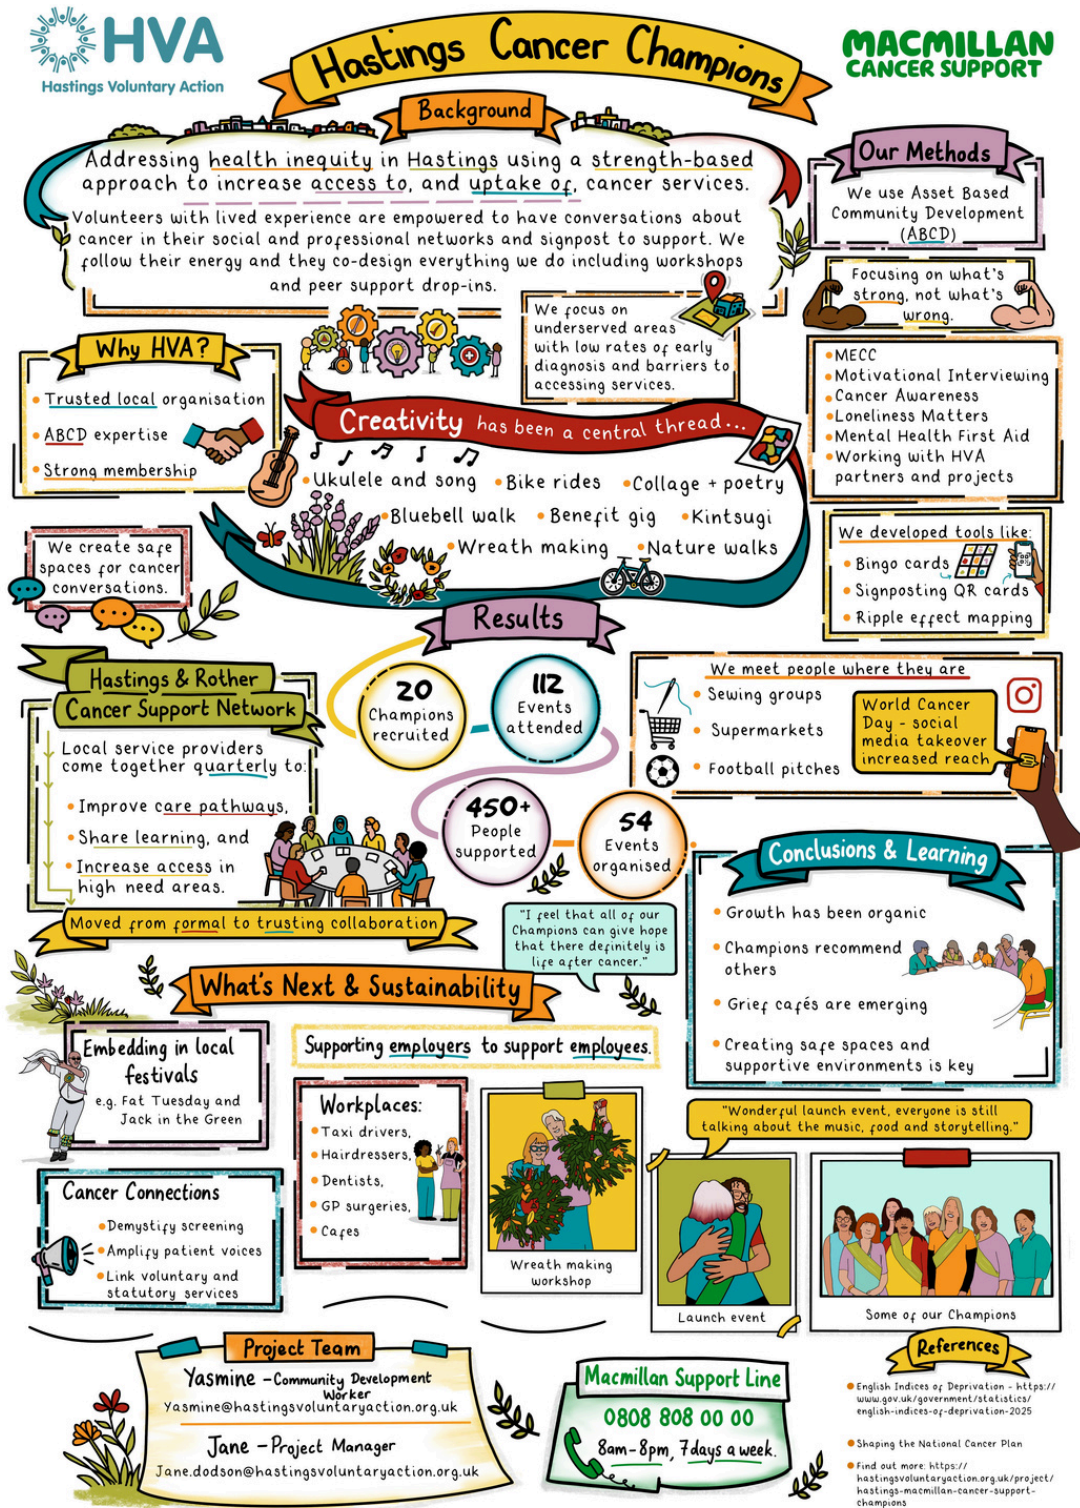 HVA
Hastings Voluntary Action
Hastings Cancer Champions
MACMILLAN
CANCER SUPPORT
Background
Addressing health inequity in Hastings using a strength-based
approach to increase access to, and uptake of, cancer services.
Volunteers with lived experience are empowered to have conversations about
cancer in their social and professional networks and signpost to support. We
follow their energy and they co-design everything we do including workshops
and peer support drop-ins.
We focus on
underserved areas
with low rates of early
diagnosis and barriers to
accessing services.
Our Methods
We use Asset Based
Community Development
(ABCD)
Focusing on what's
strong, not what's
wrong.
•MECC
•Motivational Interviewing
•Cancer Awareness
•Loneliness Matters
•Mental Health First Aid
•Working with HVA
partners and projects
We developed tools like:
• Bingo cards
• Signposting QR cards
• Ripple effect mapping
Why HVA?
• Trusted local organisation
• ABCD expertise
• Strong membership
Creativity has been a central thread...
•Ukulele and song •Bike rides •Collage + poetry
•Bluebell walk •Benefit gig •Kintsugi
•Wreath making •Nature walks
We create safe
spaces for cancer
conversations.
Results
20
Champions
recruited
112
Events
attended
450+
People
supported
54
Events
organised
Hastings & Rother
Cancer Support Network
Local service providers
come together quarterly to:
• Improve care pathways,
• Share learning, and
• Increase access in
high need areas.
Moved from formal to trusting collaboration
We meet people where they are
• Sewing groups
• Supermarkets
• Football pitches
World Cancer
Day - social
media takeover
increased reach
"I feel that all of our
Champions can give hope
that there definitely is
life after cancer."
Conclusions & Learning
• Growth has been organic
• Champions recommend
others
• Grief cafés are emerging
• Creating safe spaces and
supportive environments is key
What's Next & Sustainability
Embedding in local
festivals
e.g. Fat Tuesday and
Jack in the Green
Supporting employers to support employees.
Workplaces:
• Taxi drivers,
• Hairdressers,
• Dentists,
• GP surgeries,
• Cafes
Cancer Connections
•Demystify screening
•Amplify patient voices
•Link voluntary and
statutory services
Wreath making
workshop
"Wonderful launch event, everyone is still
talking about the music, food and storytelling."
Launch event
Some of our Champions
Project Team
Yasmine - Community Development
Worker
Yasmine@hastingsvoluntaryaction.org.uk
Jane - Project Manager
Jane.dodson@hastingsvoluntaryaction.org.uk
Macmillan Support Line
0808 808 00 00
8am-8pm, 7 days a week.
References
• English Indices of Deprivation - https://
www.gov.uk/government/statistics/
english-indices-of-deprivation-2025
• Shaping the National Cancer Plan
• Find out more: https://
hastingsvoluntaryaction.org.uk/project/
hastings-macmillan-cancer-support-
champions